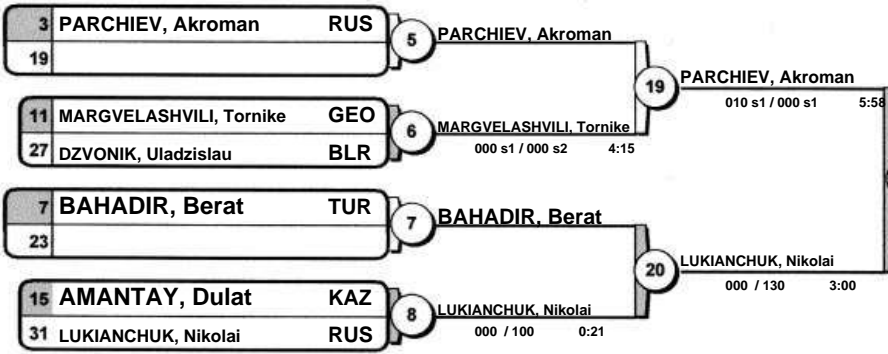 3 PARCHIEV, Akroman RUS
19
5
PARCHIEV, Akroman
11 MARGVELASHVILI, Tornike GEO
27 DZVONIK, Uladzislau BLR
6
MARGVELASHVILI, Tornike
000 s1 / 000 s2 4:15
19
PARCHIEV, Akroman
010 s1 / 000 s1 5:58
7 BAHADIR, Berat TUR
23
7
BAHADIR, Berat
15 AMANTAY, Dulat KAZ
31 LUKIANCHUK, Nikolai RUS
8
LUKIANCHUK, Nikolai
000 / 100 0:21
20
LUKIANCHUK, Nikolai
000 / 130 3:00